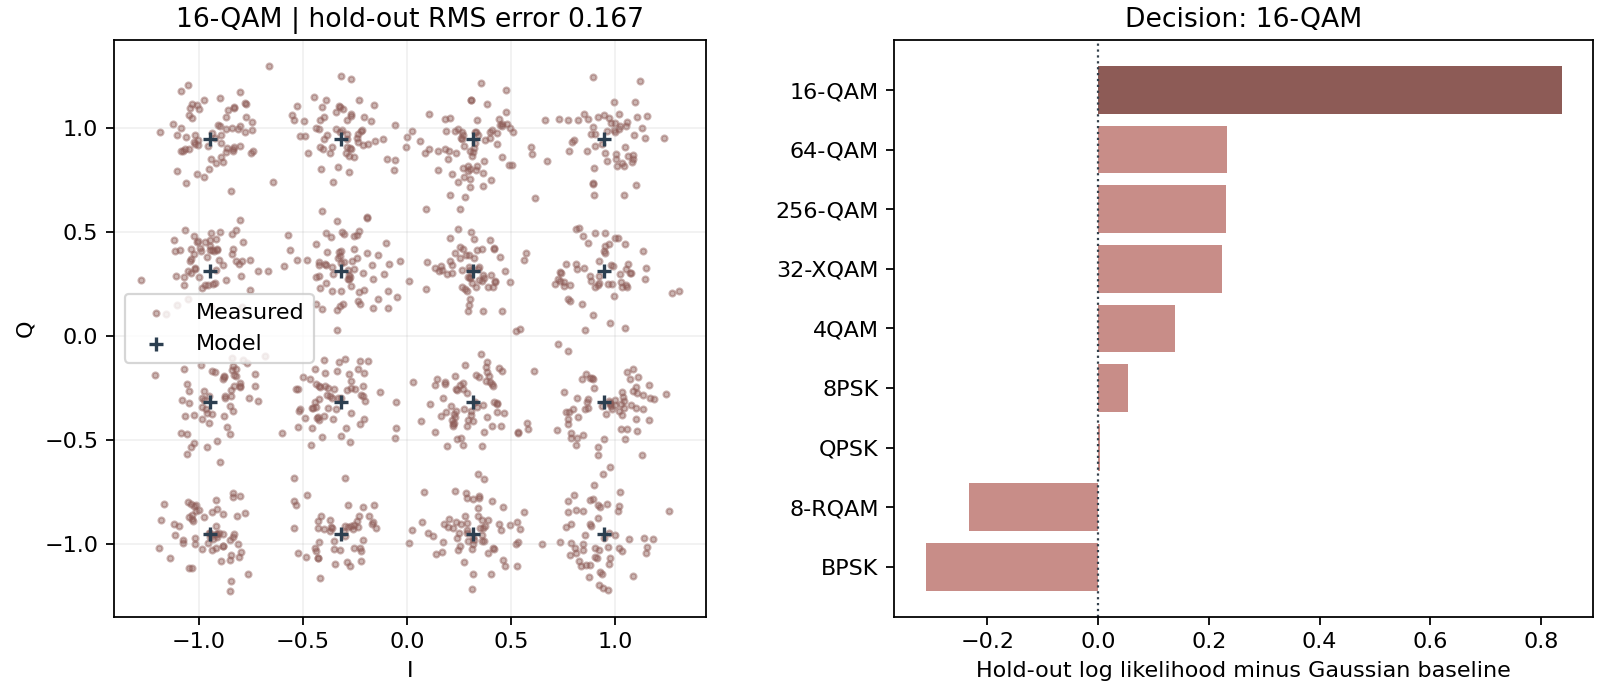 16-QAM | hold-out RMS error 0.167
Q
1.0
0.5
0.0
−0.5
−1.0
Measured
Model
−1.0 −0.5 0.0 0.5 1.0
I
Decision: 16-QAM
16-QAM
64-QAM
256-QAM
32-XQAM
4QAM
8PSK
QPSK
8-RQAM
BPSK
−0.2 0.0 0.2 0.4 0.6 0.8
Hold-out log likelihood minus Gaussian baseline